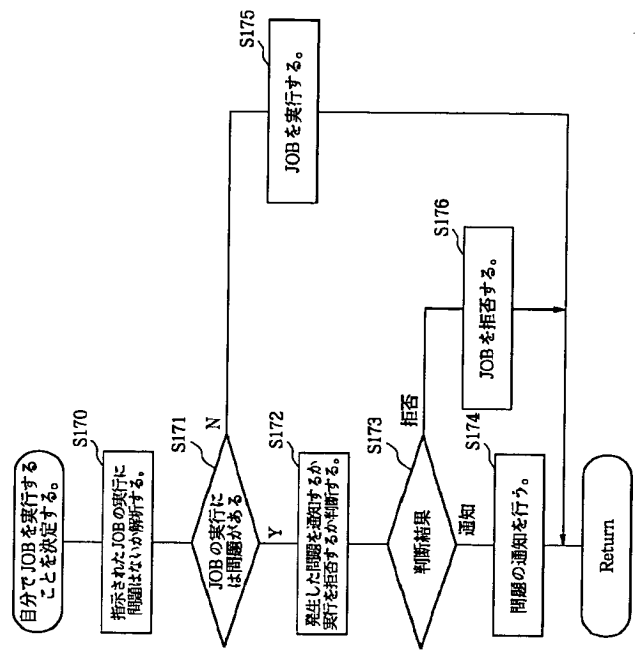 自分でJOBを実行する
ことを決定する。
S170
指示されたJOBの実行に
問題はないか解析する。
S171
JOBの実行に
は問題がある
N
Y
S175
JOBを実行する。
S172
発生した問題を通知するか
実行を拒否するか判断する。
S173
判断結果
拒否
通知
S176
JOBを拒否する。
S174
問題の通知を行う。
Return